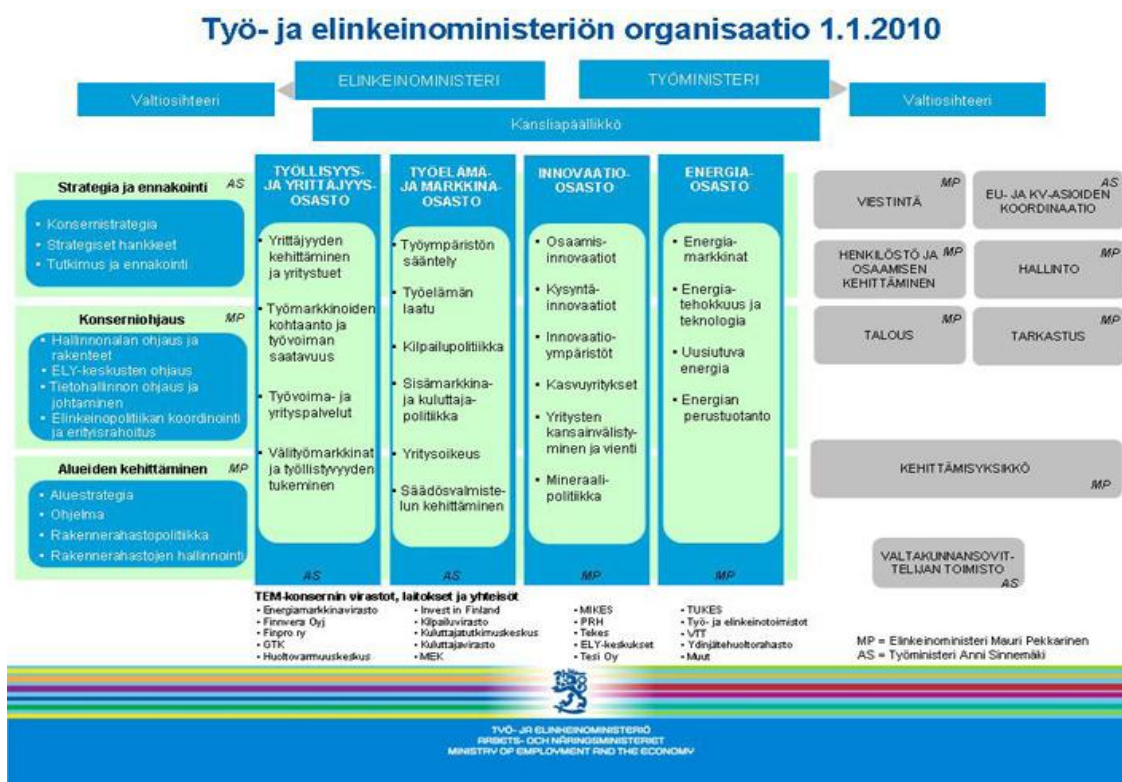 Työ- ja elinkeinoministeriön organisaatio 1.1.2010
ELINKEINOMINISTERI
TYÖMINISTERI
Valtiosihteeri
Valtiosihteeri
Kansliapäällikkö
Strategia ja ennakointi AS
• Konsernistrategia
• Strategiset hankkeet
• Tutkimus ja ennakointi
Konserniohjaus MP
• Hallinnonalan ohjaus ja
rakenteet
• ELY-keskusten ohjaus
• Tietohallinnon ohjaus ja
johtaminen
• Elinkeinopolitiikan koordinointi
ja erityisrahoitus
Alueiden kehittäminen MP
• Aluestrategia
• Ohjelma
• Rakennerahastopolitiikka
• Rakennerahastojen hallinnointi
TYÖLLISYYS-
JA YRITTÄJYYS-
OSASTO
• Yrittäjyyden
kehittäminen
ja yritystuet
• Työmarkkinoiden
kohtaanto ja
työvoiman
saatavuus
• Työvoima- ja
yrityspalvelut
• Välityömarkkinat
ja työllistyvyyden
tukeminen
AS
TYÖELÄMÄ-
JA MARKKINA-
OSASTO
• Työympäristön
sääntely
• Työelämän
laatu
• Kilpailupolitiikka
• Sisämarkkina-
ja kuluttaja-
politiikka
• Yritysoikeus
• Säädösvalmiste-
lun kehittäminen
AS
INNOVAATIO-
OSASTO
• Osaamis-
innovaatiot
• Kysyntä-
innovaatiot
• Innovaatio-
ympäristöt
• Kasvuyritykset
• Yritysten
kansainvälisty-
minen ja vienti
• Mineraali-
politiikka
MP
ENERGIA-
OSASTO
• Energia-
markkinat
• Energia-
tehokkuus ja
teknologia
• Uusiutuva
energia
• Energian
perustuotanto
MP
VIESTINTÄ MP
EU- JA KV-ASIOIDEN
KOORDINAATIO AS
HENKILÖSTÖ JA
OSAAMISEN
KEHITTÄMINEN MP
HALLINTO MP
TALOUS MP
TARKASTUS MP
KEHITTÄMISYKSIKKÖ
MP
VALTAKUNNANSOVIT-
TELIJAN TOIMISTO
AS
TEM-konsernin virastot, laitokset ja yhteisöt
• Energiamarkkinavirasto
• Finnvera Oyj
• Finpro ry
• GTK
• Huoltovarmuuskeskus
• Invest in Finland
• Kilpailuvirasto
• Kuluttajatutkimuskeskus
• Kuluttajavirasto
• MEK
• MIKES
• PRH
• Tekes
• ELY-keskukset
• Tesi Oy
• TUKES
• Työ- ja elinkeinotoimistot
• VTT
• Ydinjätehuoltorahasto
• Muut
MP = Elinkeinoministeri Mauri Pekkarinen
AS = Työministeri Anni Sinnemäki
TYÖ- JA ELINKEINOMINISTERIÖ
ARBETS- OCH NÄRINGSMINISTERIET
MINISTRY OF EMPLOYMENT AND THE ECONOMY